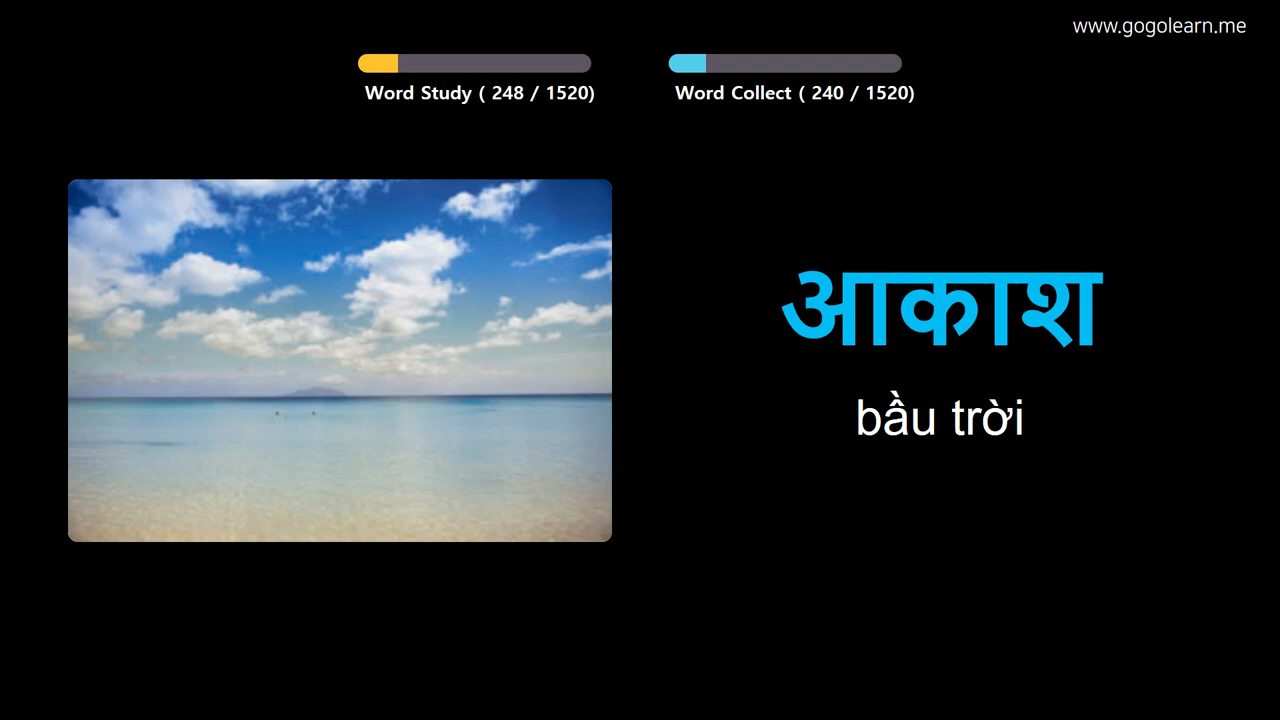 www.gogolearn.me
Word Study ( 248 / 1520)
Word Collect ( 240 / 1520)
आकाश
bầu trời